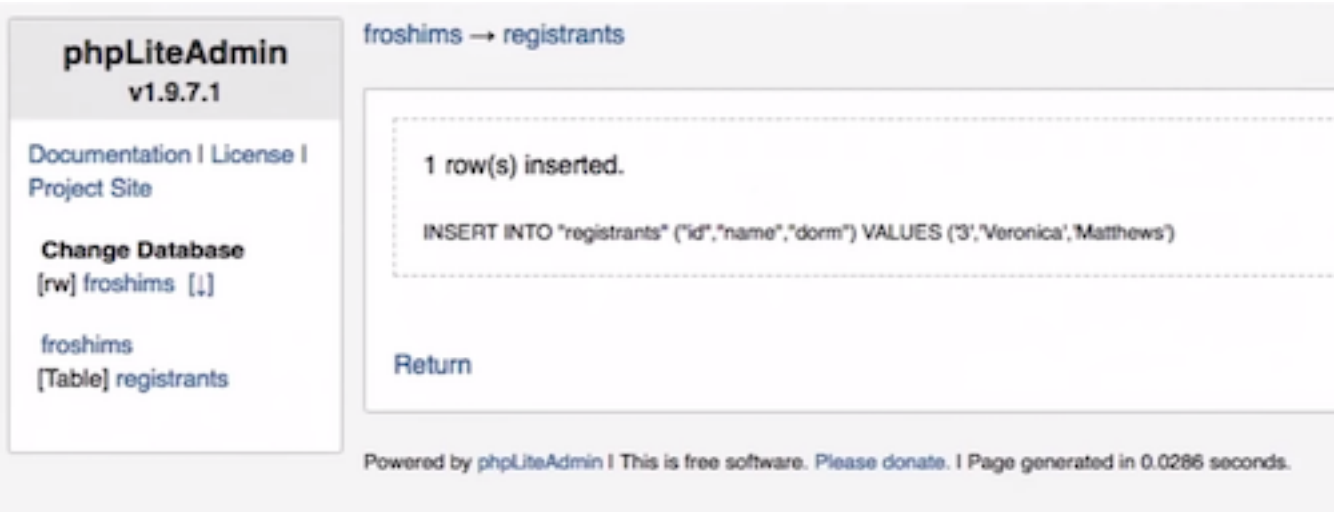 phpLiteAdmin
v1.9.7.1
Documentation | License |
Project Site
Change Database
[rw] froshims [↓]
froshims
[Table] registrants
froshims → registrants
1 row(s) inserted.
INSERT INTO "registrants" ("id","name","dorm") VALUES ('3','Veronica','Matthews')
Return
Powered by phpLiteAdmin | This is free software. Please donate. | Page generated in 0.0286 seconds.